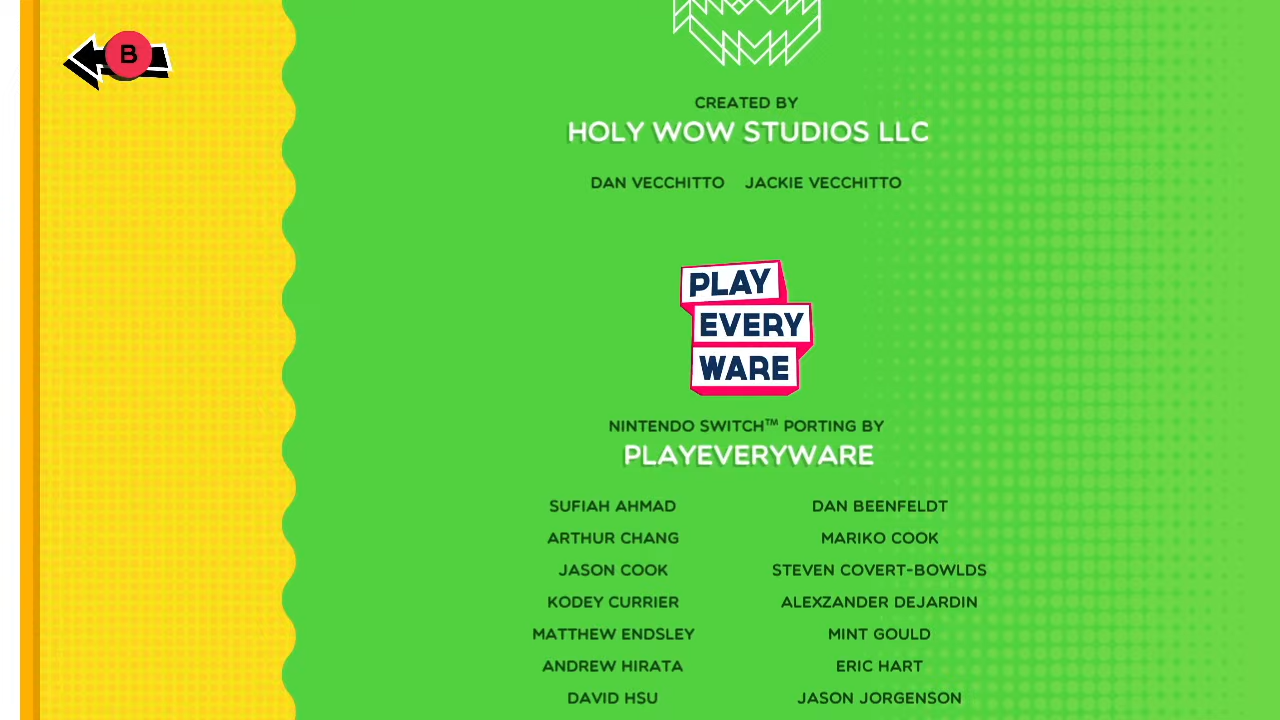 B
CREATED BY
HOLY WOW STUDIOS LLC
DAN VECCHITTO JACKIE VECCHITTO
PLAY
EVERY
WARE
NINTENDO SWITCH™ PORTING BY
PLAYEVERYWARE
SUFIAH AHMAD DAN BEENFELDT
ARTHUR CHANG MARIKO COOK
JASON COOK STEVEN COVERT-BOWLDS
KODEY CURRIER ALEXZANDER DEJARDIN
MATTHEW ENDSLEY MINT GOULD
ANDREW HIRATA ERIC HART
DAVID HSU JASON JORGENSON